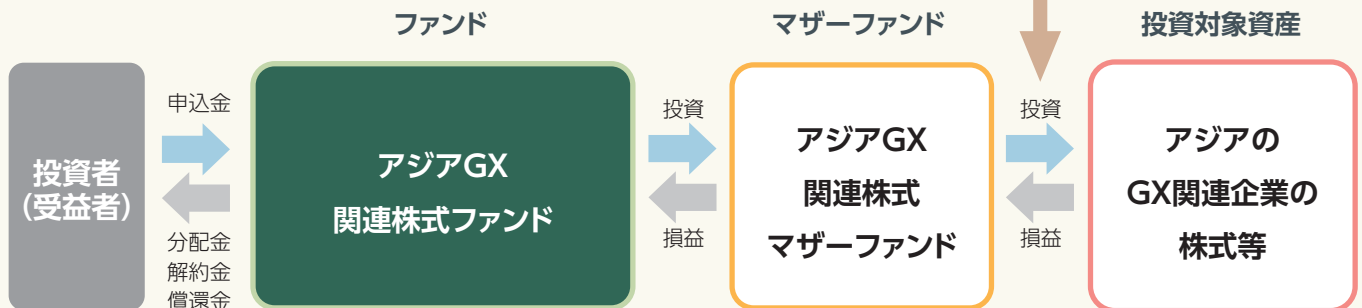 ファンド
マザーファンド
投資対象資産
投資者
(受益者)
申込金
分配金
解約金
償還金
アジアGX
関連株式ファンド
投資
損益
アジアGX
関連株式
マザーファンド
投資
損益
アジアの
GX関連企業の
株式等